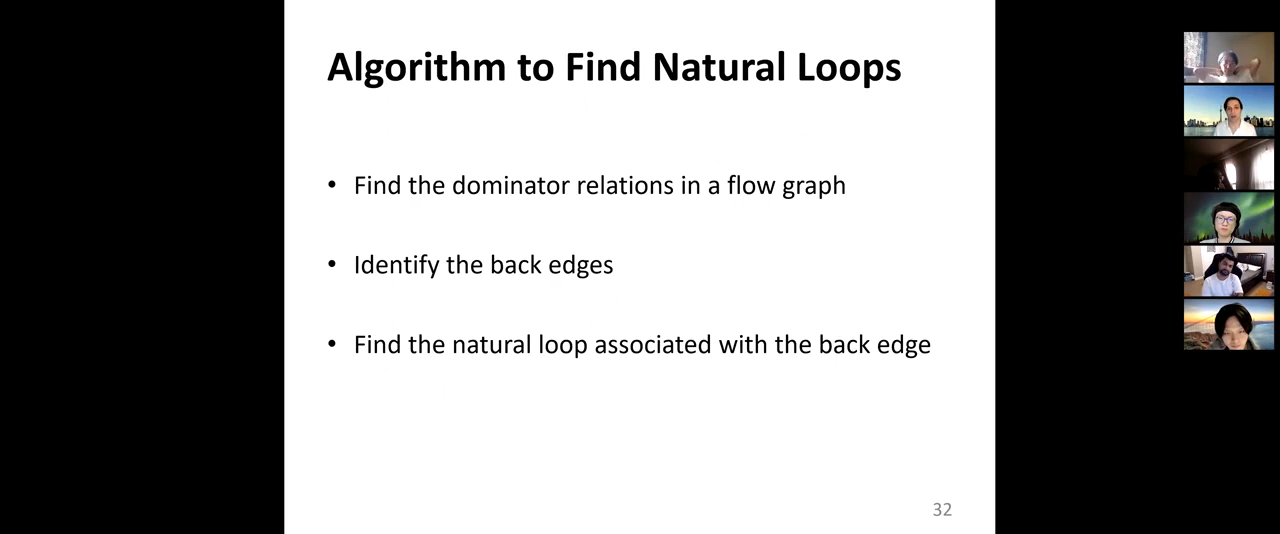 Algorithm to Find Natural Loops
• Find the dominator relations in a flow graph
• Identify the back edges
• Find the natural loop associated with the back edge
32